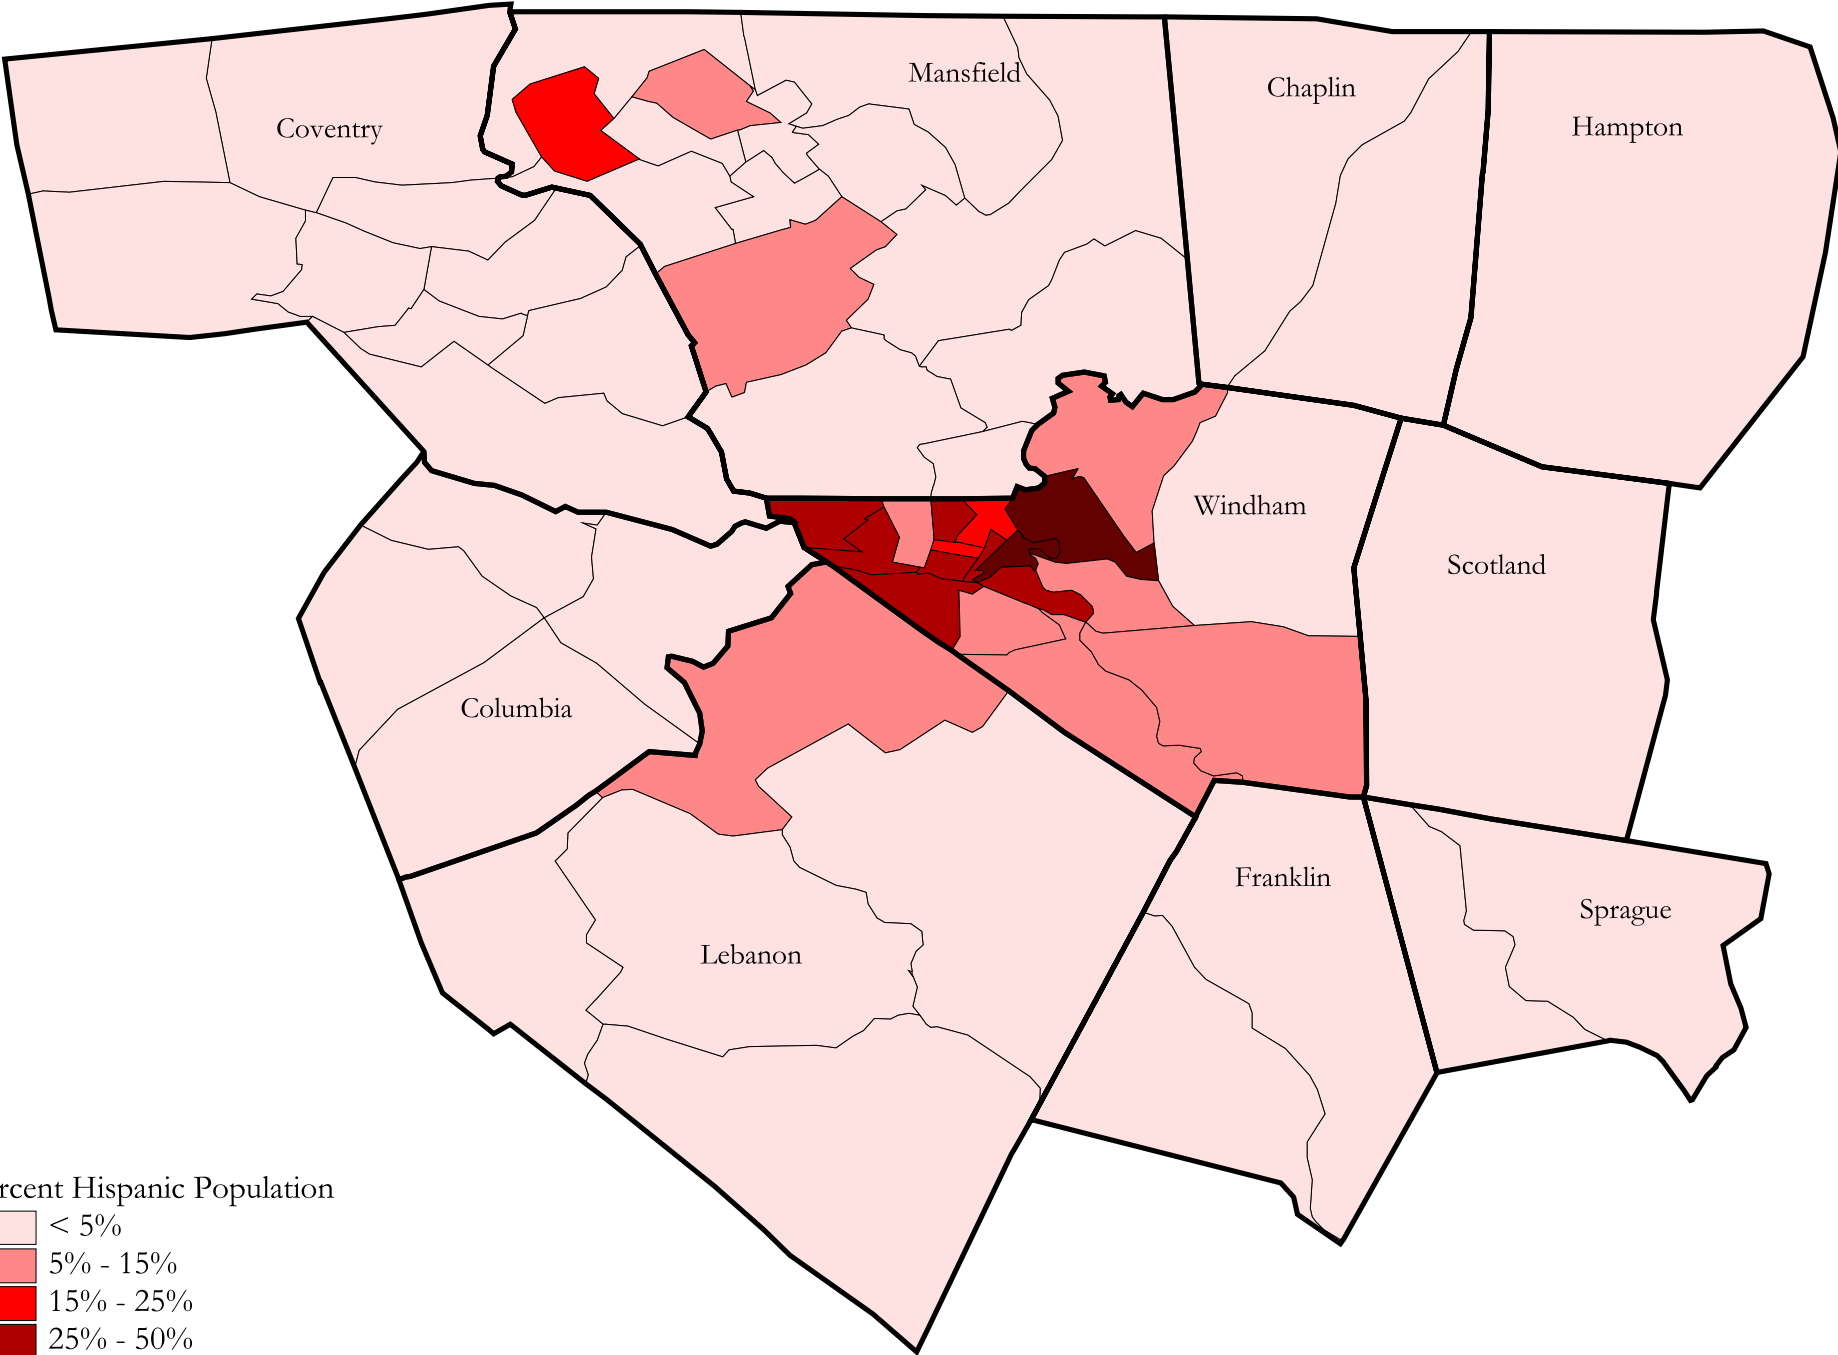 Mansfield
Chaplin
Hampton
Coventry
Windham
Scotland
Columbia
Franklin
Sprague
Lebanon
rcent Hispanic Population
< 5%
5% - 15%
15% - 25%
25% - 50%